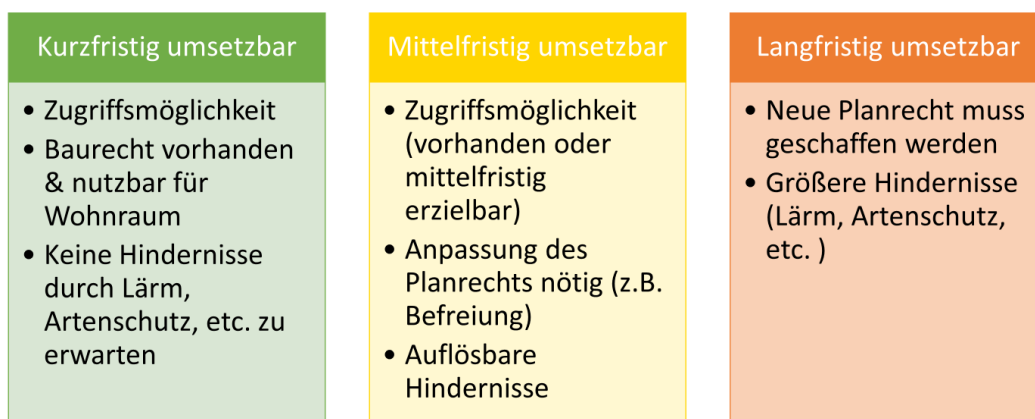 Kurzfristig umsetzbar
• Zugriffsmöglichkeit
• Baurecht vorhanden
& nutzbar für
Wohnraum
• Keine Hindernisse
durch Lärm,
Artenschutz, etc. zu
erwarten
Mittelfristig umsetzbar
• Zugriffsmöglichkeit
(vorhanden oder
mittelfristig
erzielbar)
• Anpassung des
Planrechts nötig (z.B.
Befreiung)
• Auflösbare
Hindernisse
Langfristig umsetzbar
• Neue Planrecht muss
geschaffen werden
• Größere Hindernisse
(Lärm, Artenschutz,
etc. )